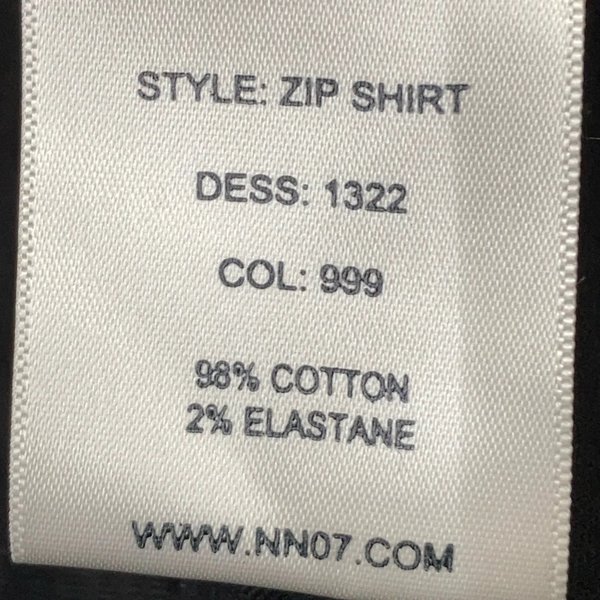 STYLE: ZIP SHIRT
DESS: 1322
COL: 999
98% COTTON
2% ELASTANE
WWW.NN07.COM